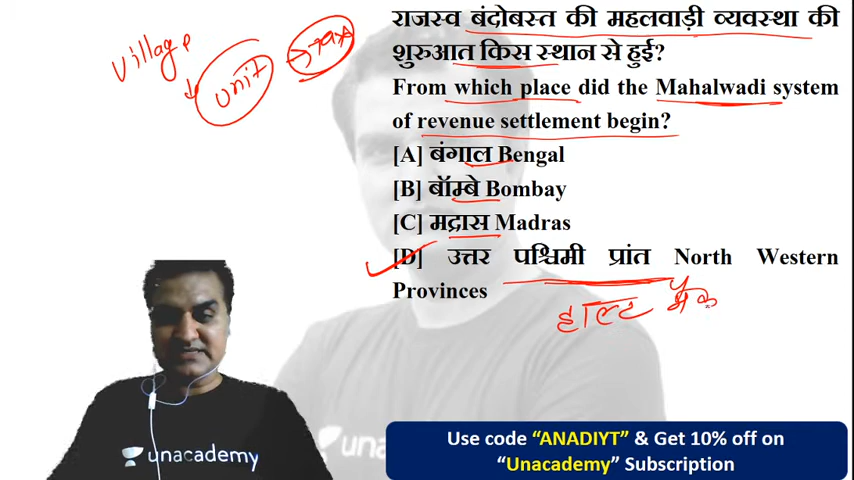 राजस्व बंदोबस्त की महलवाड़ी व्यवस्था की
शुरुआत किस स्थान से हुई?
From which place did the Mahalwadi system
of revenue settlement begin?
[A] बंगाल Bengal
[B] बॉम्बे Bombay
[C] मद्रास Madras
[D] उत्तर पश्चिमी प्रांत North Western
Provinces
Village
unit
हाल्ट मैक
unacademy
una
Use code “ANADIYT” & Get 10% off on
“Unacademy” Subscription